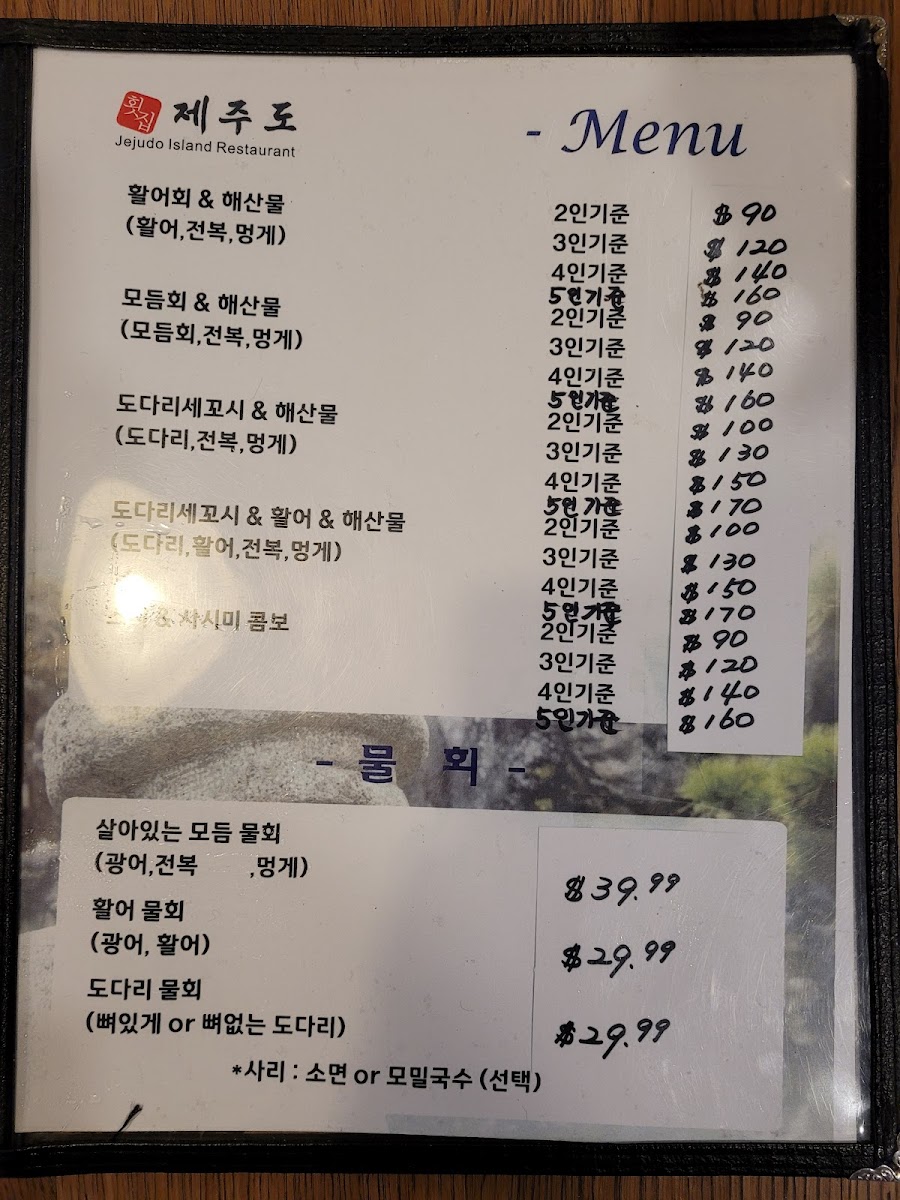 횟집 제주도
Jejudo Island Restaurant
- Menu
활어회 & 해산물
(활어,전복,멍게)
2인기준 $ 90
3인기준 $ 120
4인기준 $ 140
5인기준 $ 160
모듬회 & 해산물
(모듬회,전복,멍게)
2인기준 $ 90
3인기준 $ 120
4인기준 $ 140
5인기준 $ 160
도다리세꼬시 & 해산물
(도다리,전복,멍게)
2인기준 $ 100
3인기준 $ 130
4인기준 $ 150
5인기준 $ 170
도다리세꼬시 & 활어 & 해산물
(도다리,활어,전복,멍게)
2인기준 $ 100
3인기준 $ 130
4인기준 $ 150
5인기준 $ 170
& 사시미 콤보
2인기준 $ 90
3인기준 $ 120
4인기준 $ 140
5인기준 $ 160
- 물 회 -
살아있는 모듬 물회
(광어,전복 ,멍게)
$39.99
활어 물회
(광어, 활어)
$29.99
도다리 물회
(뼈있게 or 뼈없는 도다리)
$29.99
*사리 : 소면 or 모밀국수 (선택)